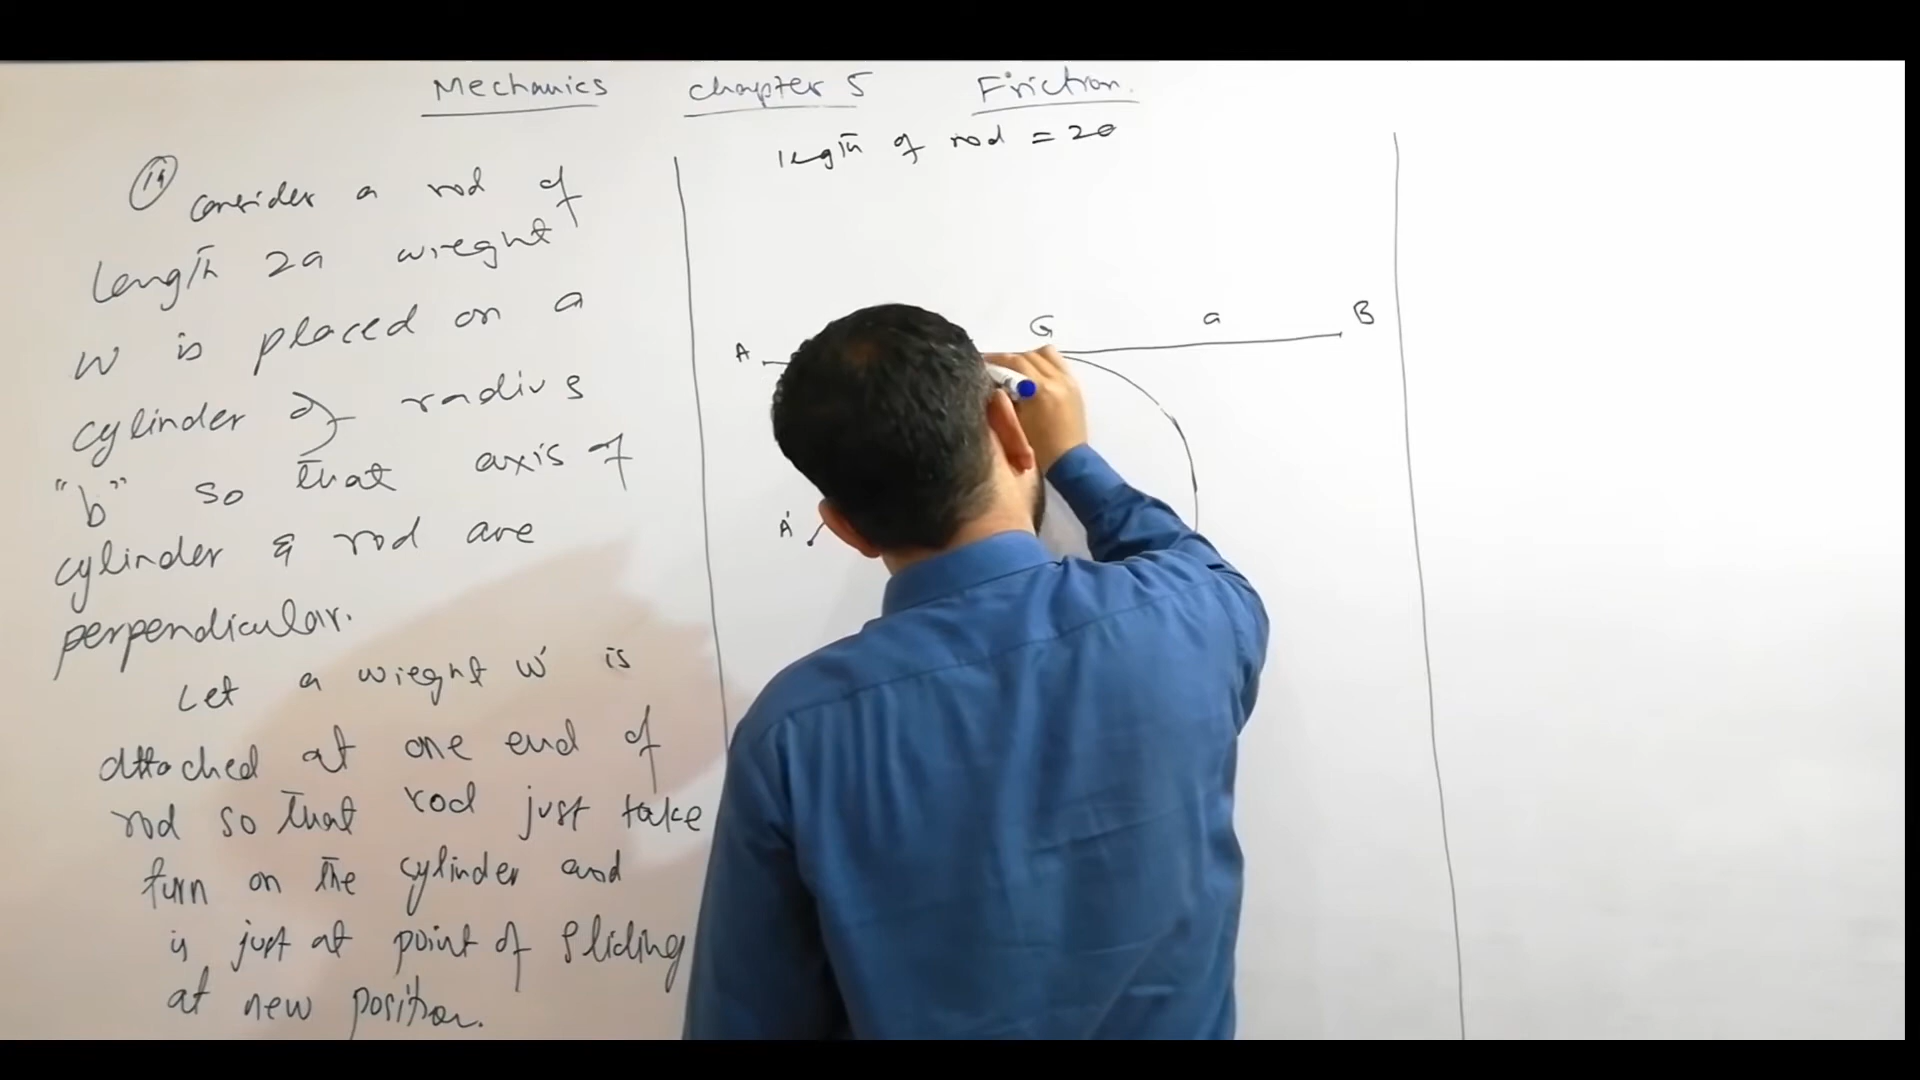 Mechanics chapter 5 Friction.
length of rod = 2a
14 Consider a rod of
length 2a wieght
W is placed on a
cylinder of radius
"b" so that axis of
cylinder & rod are
perpendicular.
Let a wieght w' is
attached at one end of
rod so that rod just take
turn on the cylinder and
is just at point of sliding
at new position.
A G a B
A'